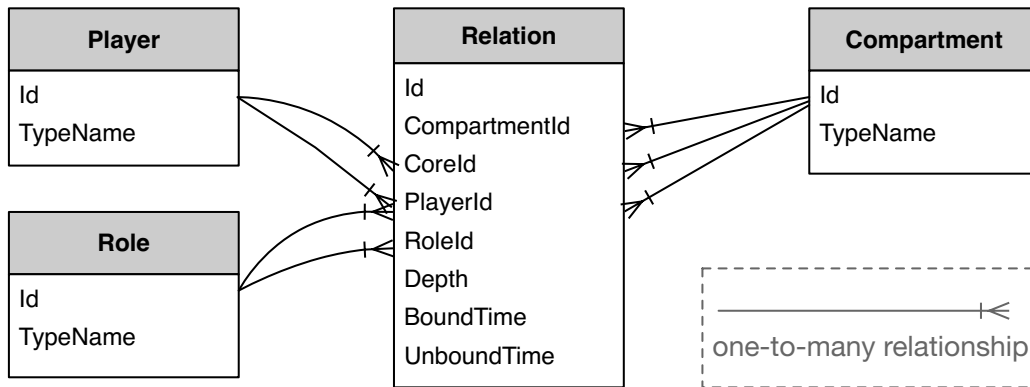 Player
Id
TypeName
Role
Id
TypeName
Relation
Id
CompartmentId
CoreId
PlayerId
RoleId
Depth
BoundTime
UnboundTime
Compartment
Id
TypeName
one-to-many relationship